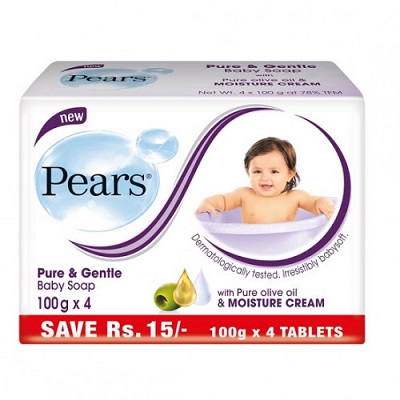 Pears®
Pure & Gentle
Baby Soap
with
Pure olive oil &
MOISTURE CREAM
Net Wt. 4 x 100 g at 78% TFM
new
Pears®
Dermatologically tested. Irresistibly babysoft.
Pure & Gentle
Baby Soap
100g x 4
with Pure olive oil
& MOISTURE CREAM
SAVE Rs. 15/-
100g x 4 TABLETS